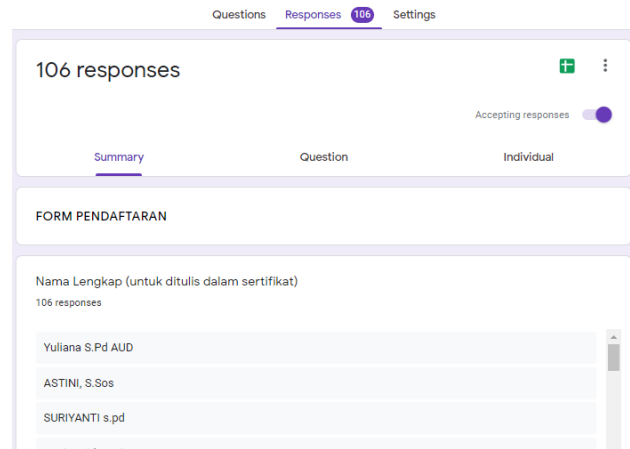 Questions Responses 106 Settings
106 responses
Accepting responses
Summary Question Individual
FORM PENDAFTARAN
Nama Lengkap (untuk ditulis dalam sertifikat)
106 responses
Yuliana S.Pd AUD
ASTINI, S.Sos
SURIYANTI s.pd